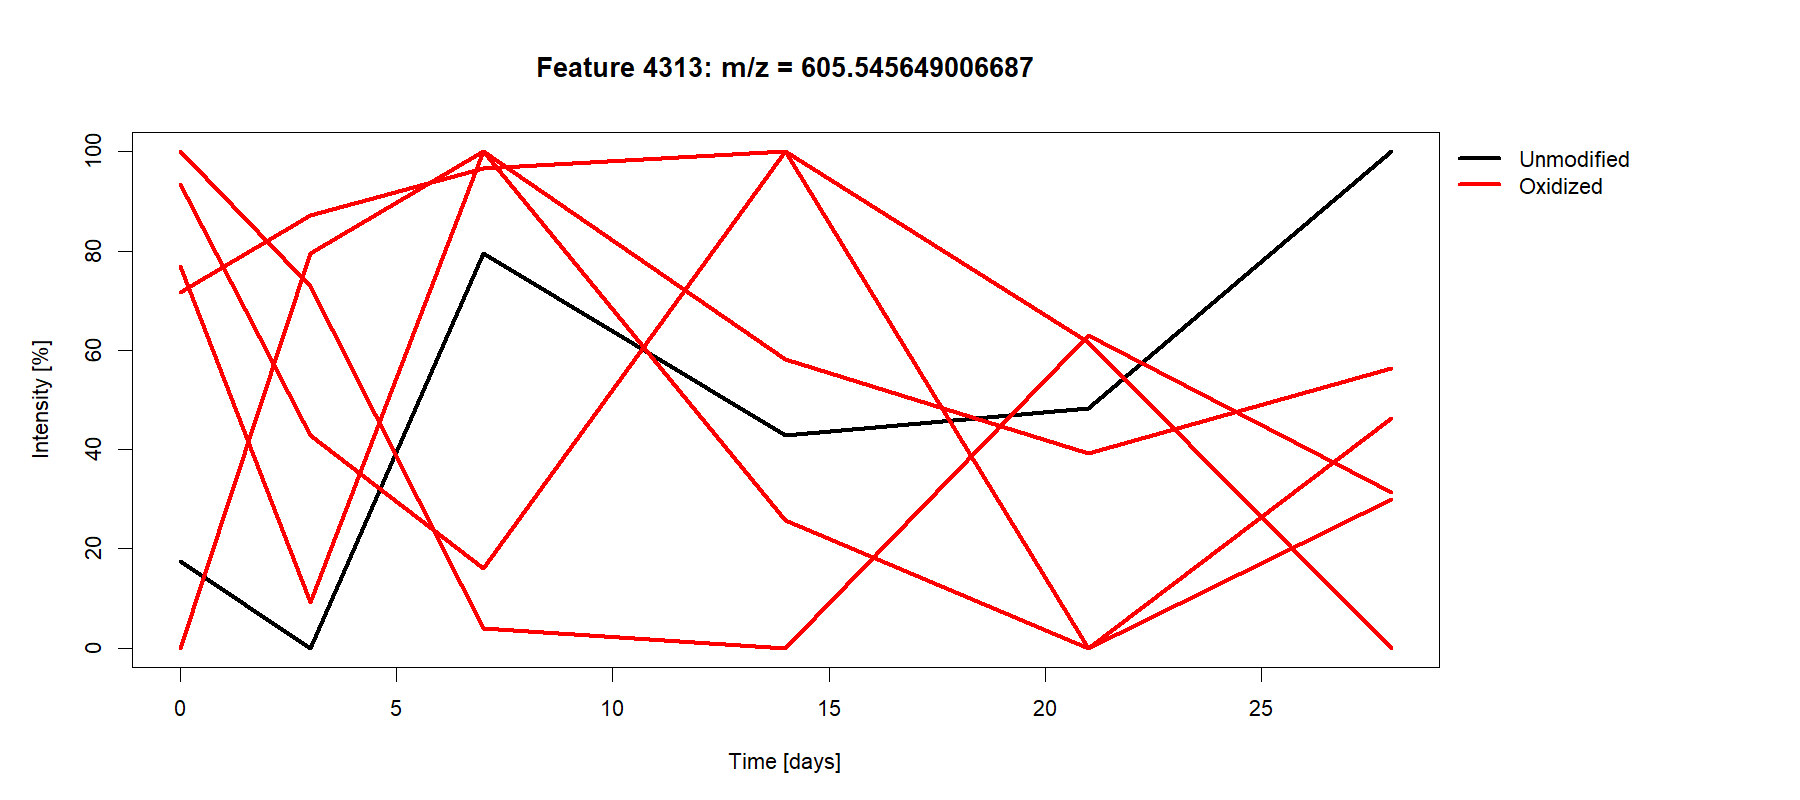 Feature 4313: m/z = 605.545649006687
Unmodified
Oxidized
Intensity [%]
100
80
60
40
20
0
0 5 10 15 20 25
Time [days]